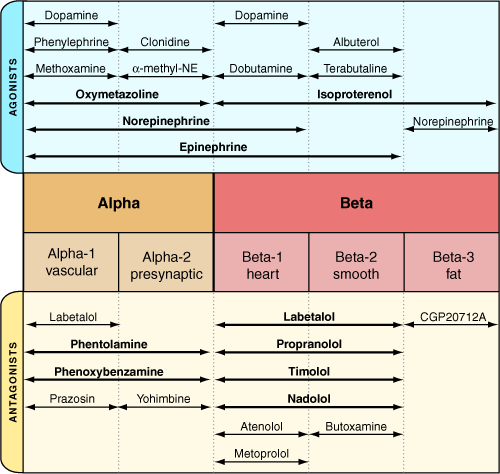 AGONISTS
Dopamine Dopamine
Phenylephrine Clonidine Albuterol
Methoxamine α-methyl-NE Dobutamine Terabutaline
Oxymetazoline Isoproterenol
Norepinephrine Norepinephrine
Epinephrine
Alpha Beta
Alpha-1 Alpha-2 Beta-1 Beta-2 Beta-3
vascular presynaptic heart smooth fat
ANTAGONISTS
Labetalol Labetalol CGP20712A
Phentolamine Propranolol
Phenoxybenzamine Timolol
Prazosin Yohimbine Nadolol
Atenolol Butoxamine
Metoprolol